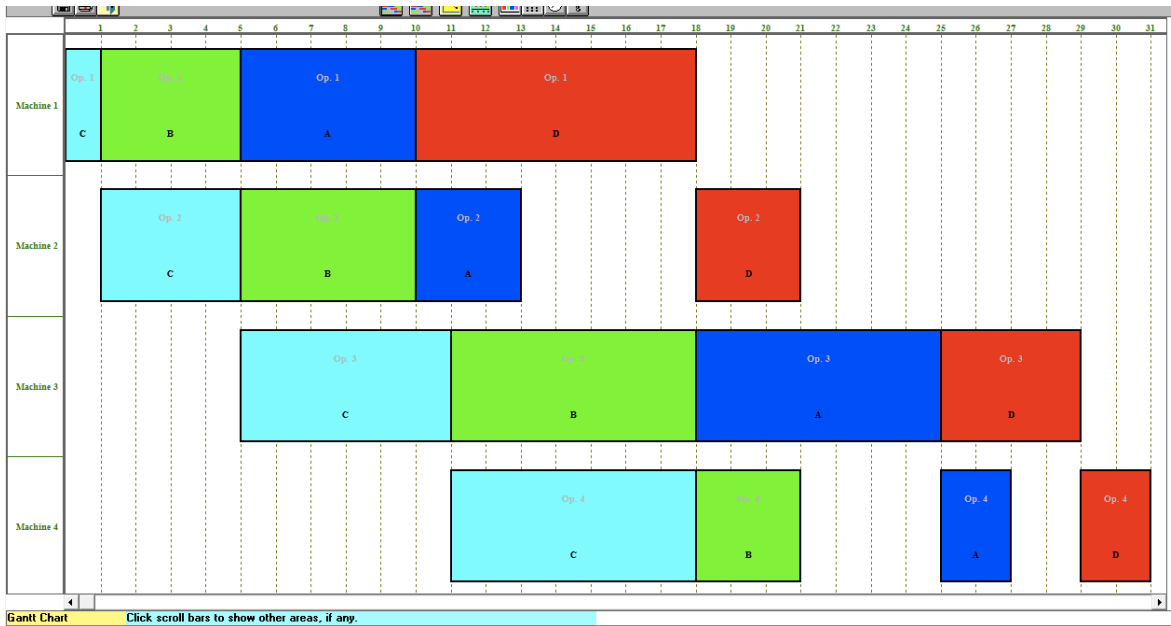 1 2 3 4 5 6 7 8 9 10 11 12 13 14 15 16 17 18 19 20 21 22 23 24 25 26 27 28 29 30 31
Op. 1 Op. 1 Op. 1
Machine 1
C B A D
Op. 2 Op. 2 Op. 2
Machine 2
C B A D
Op. 3 Op. 3 Op. 3
Machine 3
C B A D
Op. 4 Op. 4 Op. 4
Machine 4
C B A D
Gantt Chart Click scroll bars to show other areas, if any.